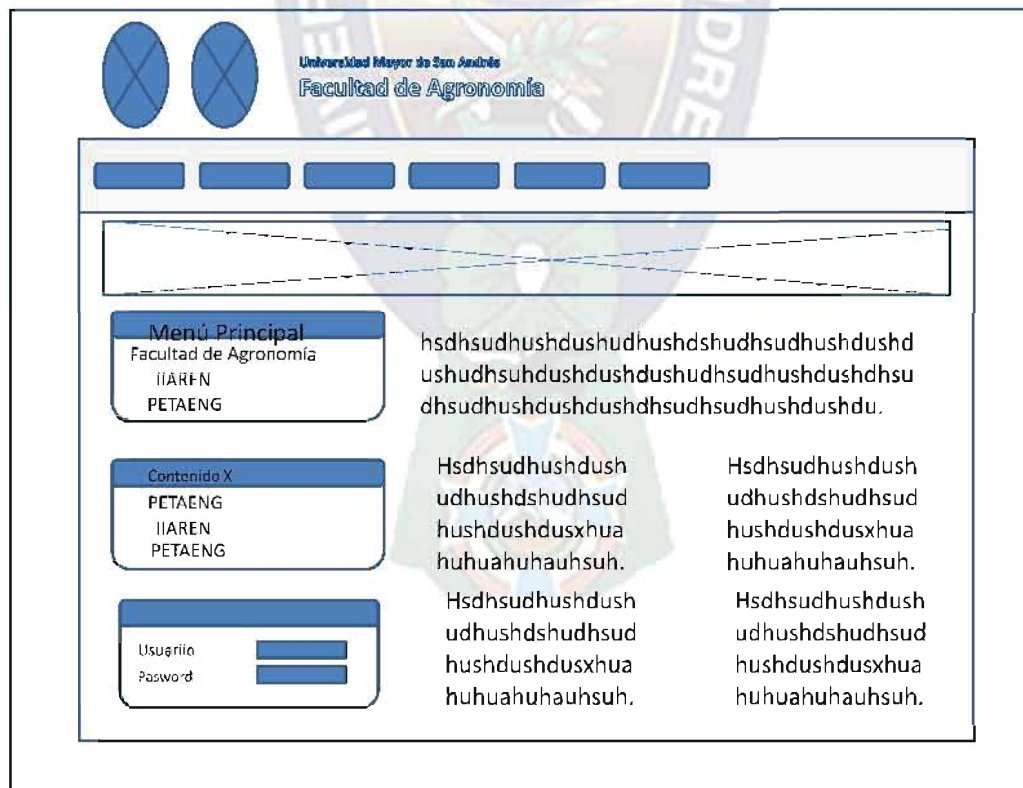 Universidad Mayor de San Andrés
Facultad de Agronomía
Menú Principal
Facultad de Agronomía
IIAREN
PETAENG
Contenido X
PETAENG
IIAREN
PETAENG
Usuario
Pasword
hsdhsudhushdushudhushdshudhsudhushdushd
ushudhsuhdushdushdushudhsudhushdushdhsu
dhsudhushdushdushdhsudhsudhushdushdu.
Hsdhsudhushdush
udhushdshudhsud
hushdushdusxhua
huhuahuhauhsuh.
Hsdhsudhushdush
udhushdshudhsud
hushdushdusxhua
huhuahuhauhsuh.
Hsdhsudhushdush
udhushdshudhsud
hushdushdusxhua
huhuahuhauhsuh.
Hsdhsudhushdush
udhushdshudhsud
hushdushdusxhua
huhuahuhauhsuh.